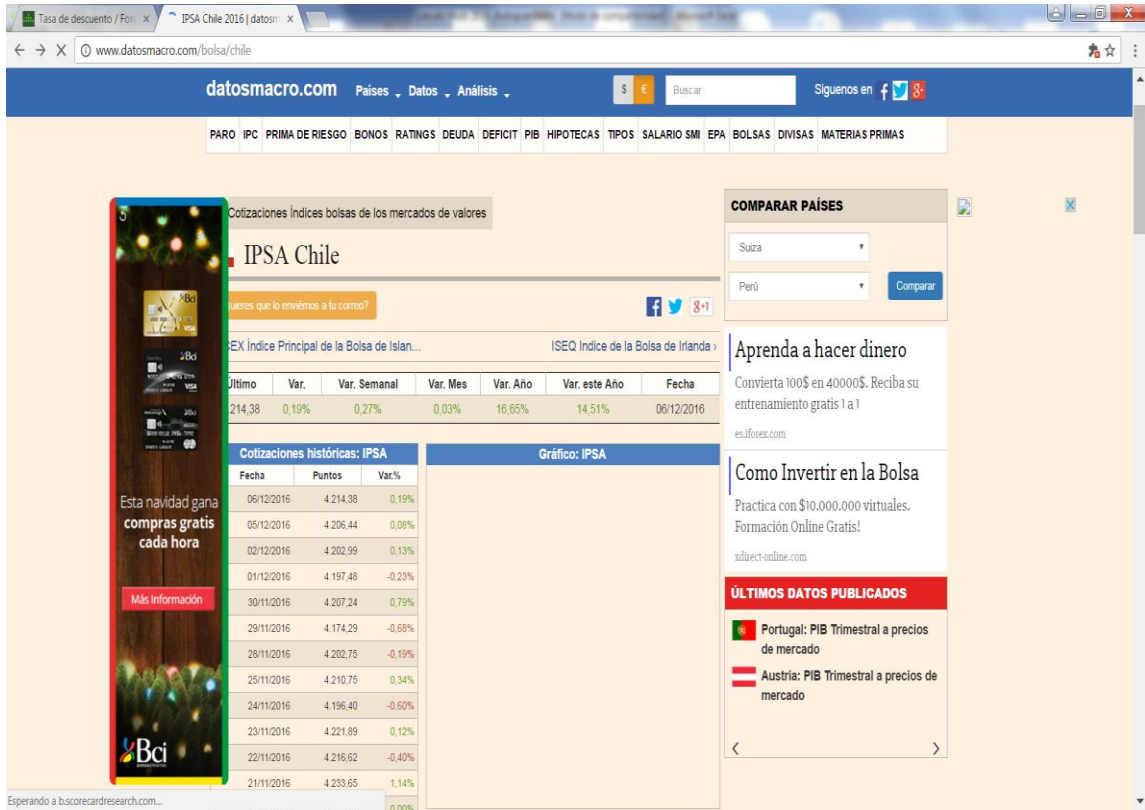 Tasa de descuento / Ford
IPSA Chile 2016 | datosm
www.datosmacro.com/bolsa/chile
datosmacro.com Países Datos Análisis $ € Buscar Siguenos en
PARO IPC PRIMA DE RIESGO BONOS RATINGS DEUDA DEFICIT PIB HIPOTECAS TIPOS SALARIO SMI EPA BOLSAS DIVISAS MATERIAS PRIMAS
Cotizaciones Índices bolsas de los mercados de valores
IPSA Chile
uieres que lo enviémos a tu correo?
8+1
CEX Índice Principal de la Bolsa de Islan...
ISEQ Indice de la Bolsa de Irlanda ›
Último Var. Var. Semanal Var. Mes Var. Año Var. este Año Fecha
.214,38 0,19% 0,27% 0,03% 16,65% 14,51% 06/12/2016
Cotizaciones históricas: IPSA
Fecha Puntos Var.%
06/12/2016 4.214,38 0,19%
05/12/2016 4.206,44 0,08%
02/12/2016 4.202,99 0,13%
01/12/2016 4.197,48 -0,23%
30/11/2016 4.207,24 0,79%
29/11/2016 4.174,29 -0,68%
28/11/2016 4.202,75 -0,19%
25/11/2016 4.210,75 0,34%
24/11/2016 4.196,40 -0,60%
23/11/2016 4.221,89 0,12%
22/11/2016 4.216,62 -0,40%
21/11/2016 4.233,65 1,14%
0,00%
Gráfico: IPSA
Bci
VISA
Bci
VISA
Esta navidad gana
compras gratis
cada hora
Más Información
Bci
COMPARAR PAÍSES
Suiza
Perú
Comparar
Aprenda a hacer dinero
Convierta 100$ en 40000$. Reciba su
entrenamiento gratis 1 a 1
es.iforex.com
Como Invertir en la Bolsa
Practica con $10.000.000 virtuales.
Formación Online Gratis!
xdirect-online.com
ÚLTIMOS DATOS PUBLICADOS
Portugal: PIB Trimestral a precios
de mercado
Austria: PIB Trimestral a precios de
mercado
Esperando a b.scorecardresearch.com...